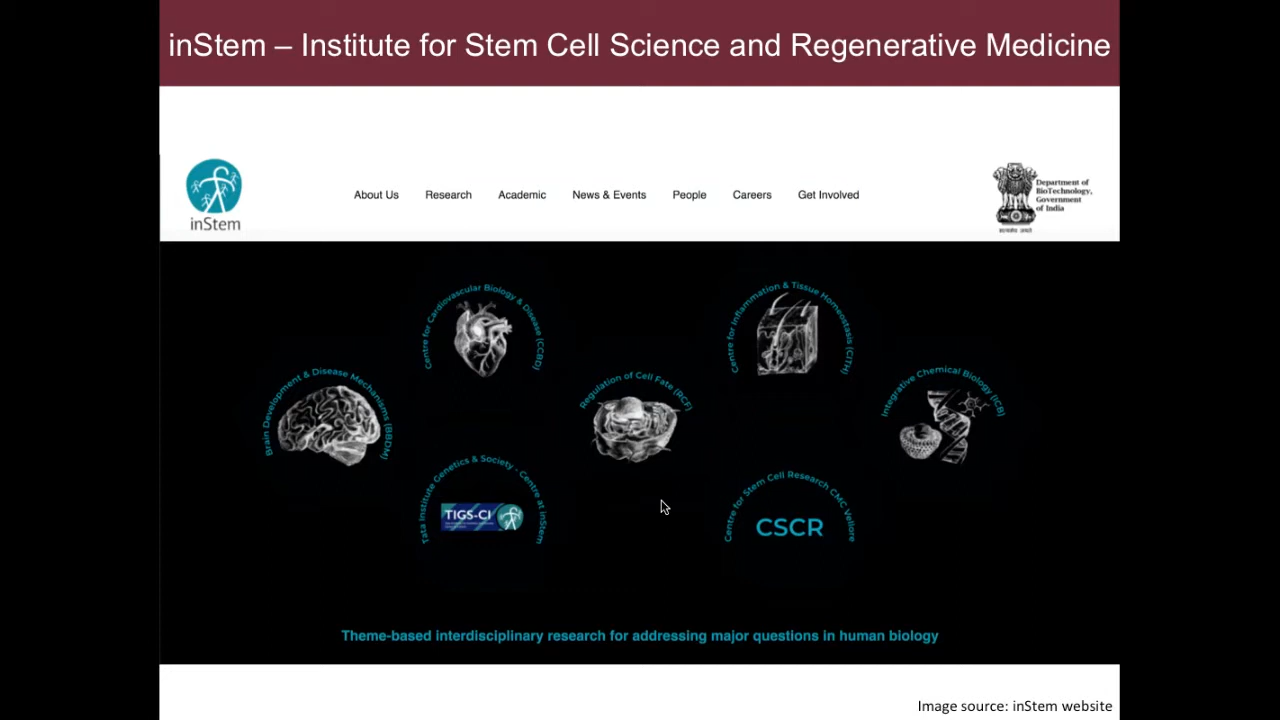 inStem – Institute for Stem Cell Science and Regenerative Medicine
inStem
About Us
Research
Academic
News & Events
People
Careers
Get Involved
Department of
BioTechnology,
Government
of India
Centre for Cardiovascular Biology & Disease (CCBD)
Centre for Inflammation & Tissue Homeostasis (CITH)
Brain Development & Disease Mechanisms (BBDM)
Regulation of Cell Fate (RCF)
Integrative Chemical Biology (ICB)
Tata Institute Genetics & Society - Centre at inStem
TIGS-CI
Centre for Stem Cell Research CMC Vellore
CSCR
Theme-based interdisciplinary research for addressing major questions in human biology
Image source: inStem website